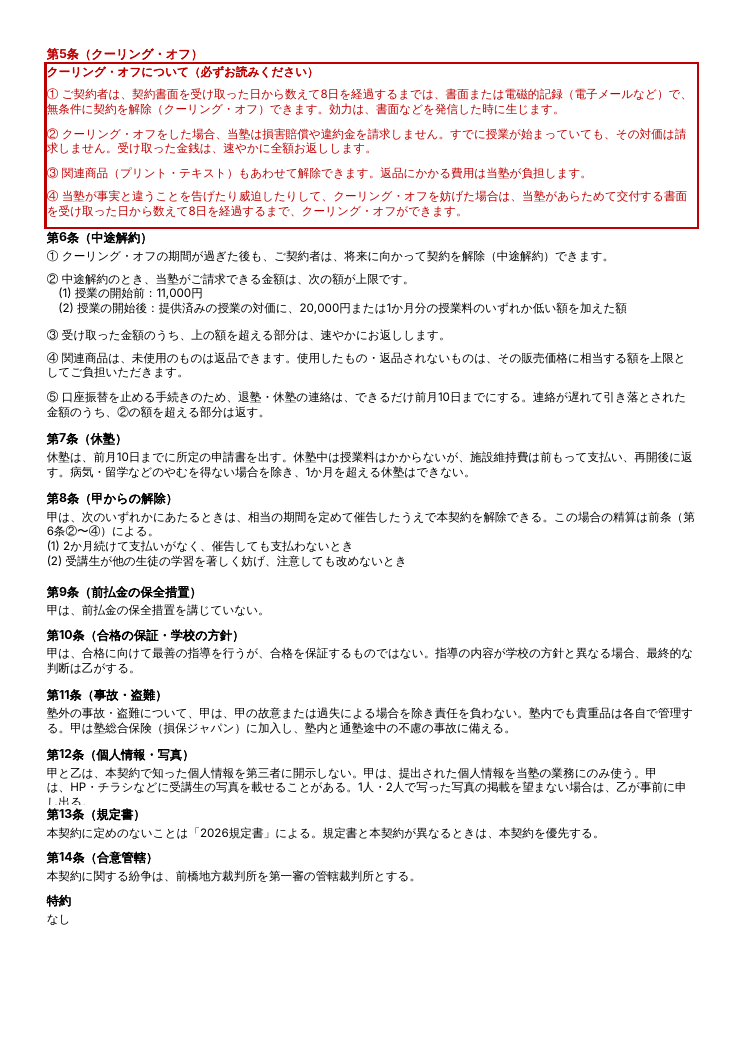 第5条（クーリング・オフ）
クーリング・オフについて（必ずお読みください）
① ご契約者は、契約書面を受け取った日から数えて8日を経過するまでは、書面または電磁的記録（電子メールなど）で、
無条件に契約を解除（クーリング・オフ）できます。効力は、書面などを発信した時に生じます。
② クーリング・オフをした場合、当塾は損害賠償や違約金を請求しません。すでに授業が始まっていても、その対価は請
求しません。受け取った金銭は、速やかに全額お返しします。
③ 関連商品（プリント・テキスト）もあわせて解除できます。返品にかかる費用は当塾が負担します。
④ 当塾が事実と違うことを告げたり威迫したりして、クーリング・オフを妨げた場合は、当塾があらためて交付する書面
を受け取った日から数えて8日を経過するまで、クーリング・オフができます。
第6条（中途解約）
① クーリング・オフの期間が過ぎた後も、ご契約者は、将来に向かって契約を解除（中途解約）できます。
② 中途解約のとき、当塾がご請求できる金額は、次の額が上限です。
(1) 授業の開始前：11,000円
(2) 授業の開始後：提供済みの授業の対価に、20,000円または1か月分の授業料のいずれか低い額を加えた額
③ 受け取った金額のうち、上の額を超える部分は、速やかにお返しします。
④ 関連商品は、未使用のものは返品できます。使用したもの・返品されないものは、その販売価格に相当する額を上限と
してご負担いただきます。
⑤ 口座振替を止める手続きのため、退塾・休塾の連絡は、できるだけ前月10日までにする。連絡が遅れて引き落とされた
金額のうち、②の額を超える部分は返す。
第7条（休塾）
休塾は、前月10日までに所定の申請書を出す。休塾中は授業料はかからないが、施設維持費は前もって支払い、再開後に返
す。病気・留学などのやむを得ない場合を除き、1か月を超える休塾はできない。
第8条（甲からの解除）
甲は、次のいずれかにあたるときは、相当の期間を定めて催告したうえで本契約を解除できる。この場合の精算は前条（第
6条②〜④）による。
(1) 2か月続けて支払いがなく、催告しても支払わないとき
(2) 受講生が他の生徒の学習を著しく妨げ、注意しても改めないとき
第9条（前払金の保全措置）
甲は、前払金の保全措置を講じていない。
第10条（合格の保証・学校の方針）
甲は、合格に向けて最善の指導を行うが、合格を保証するものではない。指導の内容が学校の方針と異なる場合、最終的な
判断は乙がする。
第11条（事故・盗難）
塾外の事故・盗難について、甲は、甲の故意または過失による場合を除き責任を負わない。塾内でも貴重品は各自で管理す
る。甲は塾総合保険（損保ジャパン）に加入し、塾内と通塾途中の不慮の事故に備える。
第12条（個人情報・写真）
甲と乙は、本契約で知った個人情報を第三者に開示しない。甲は、提出された個人情報を当塾の業務にのみ使う。甲
は、HP・チラシなどに受講生の写真を載せることがある。1人・2人で写った写真の掲載を望まない場合は、乙が事前に申
し出る。
第13条（規定書）
本契約に定めのないことは「2026規定書」による。規定書と本契約が異なるときは、本契約を優先する。
第14条（合意管轄）
本契約に関する紛争は、前橋地方裁判所を第一審の管轄裁判所とする。
特約
なし